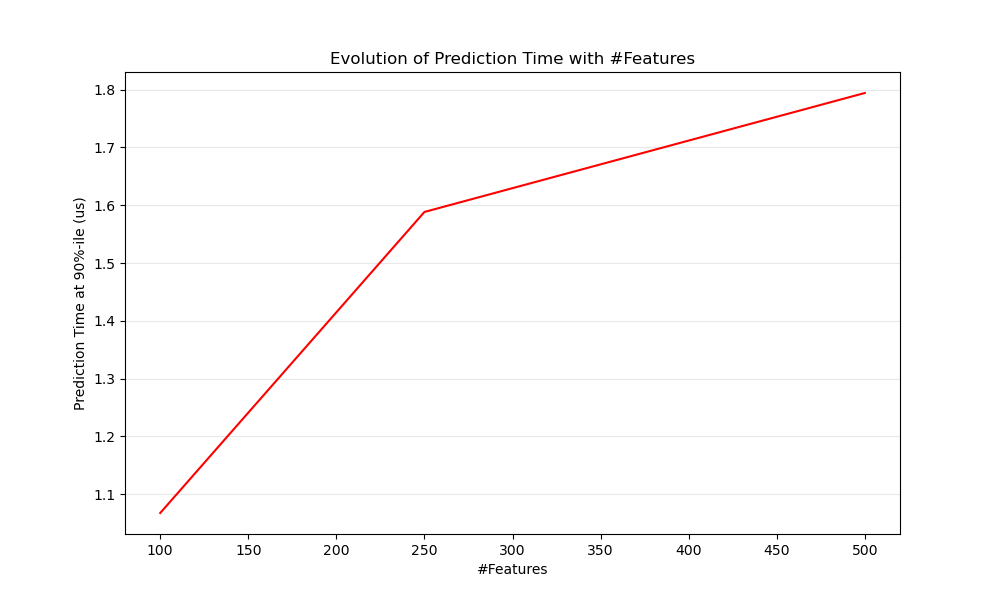 Evolution of Prediction Time with #Features
Prediction Time at 90%-ile (us)
1.8
1.7
1.6
1.5
1.4
1.3
1.2
1.1
100 150 200 250 300 350 400 450 500
#Features